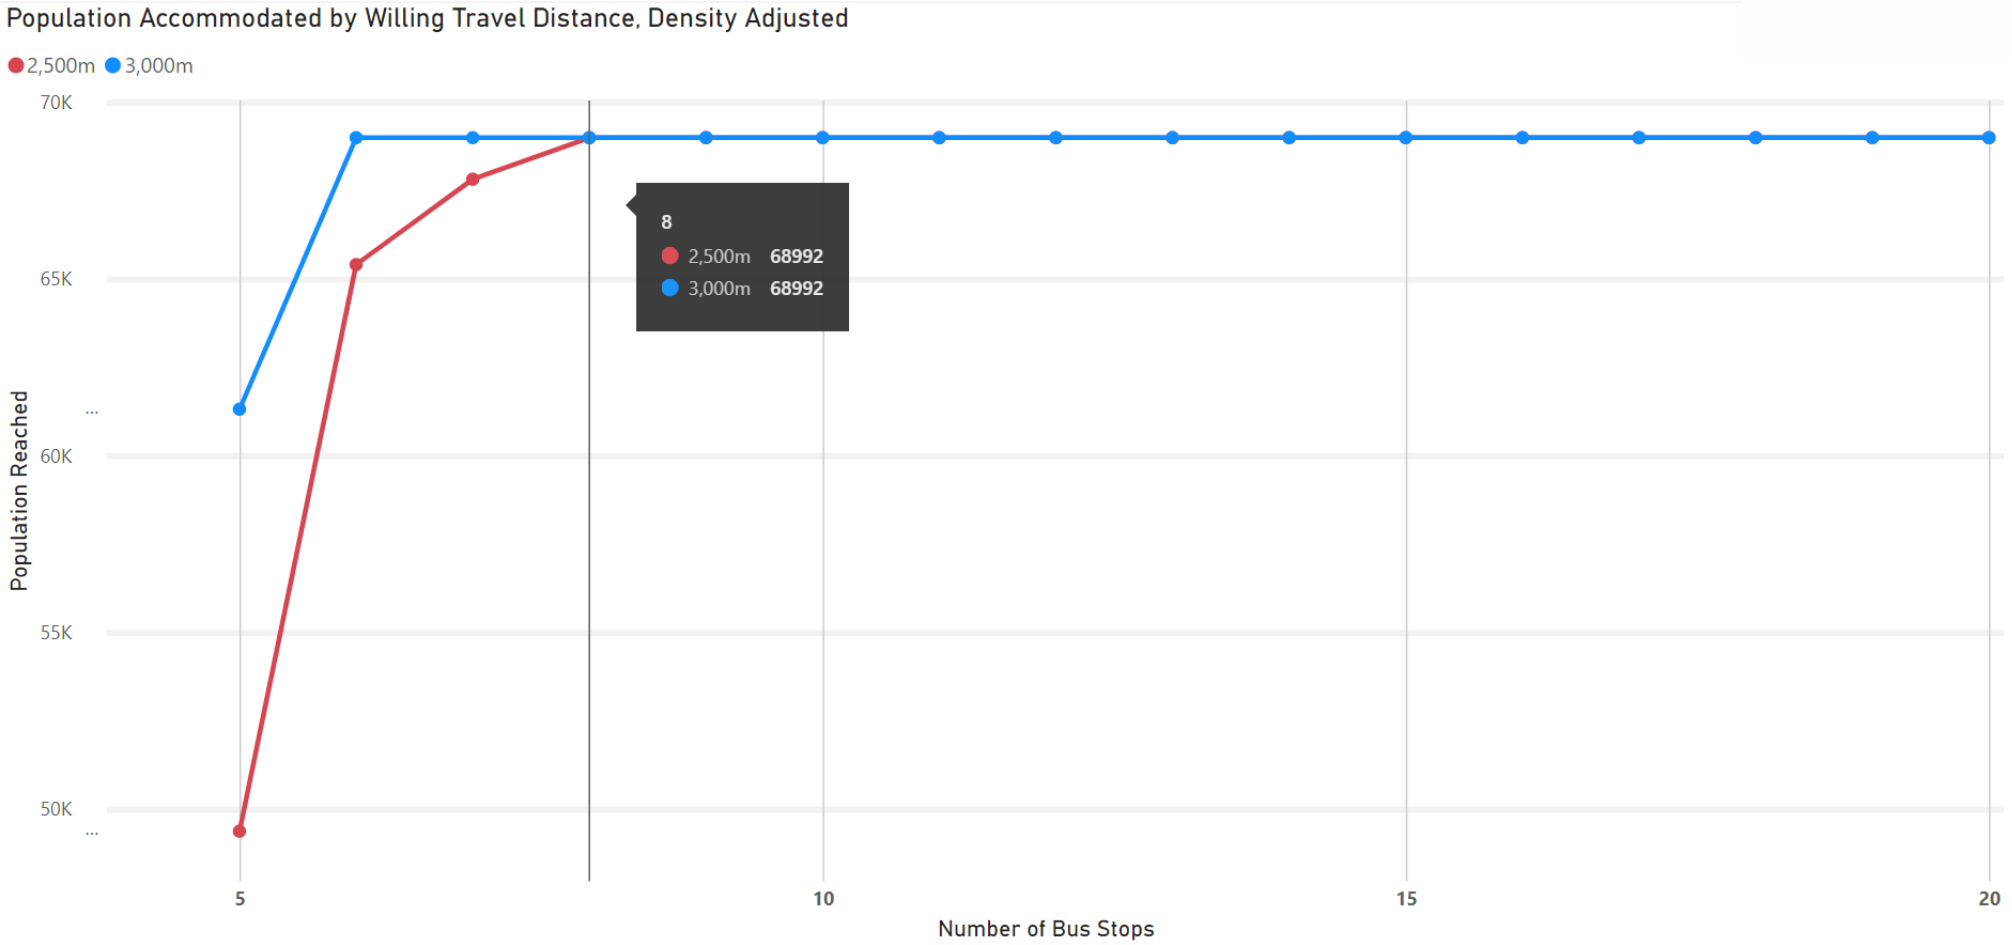 Population Accommodated by Willing Travel Distance, Density Adjusted
2,500m 3,000m
70K
65K
...
60K
55K
50K
...
Population Reached
8
2,500m 68992
3,000m 68992
5 10 15 20
Number of Bus Stops